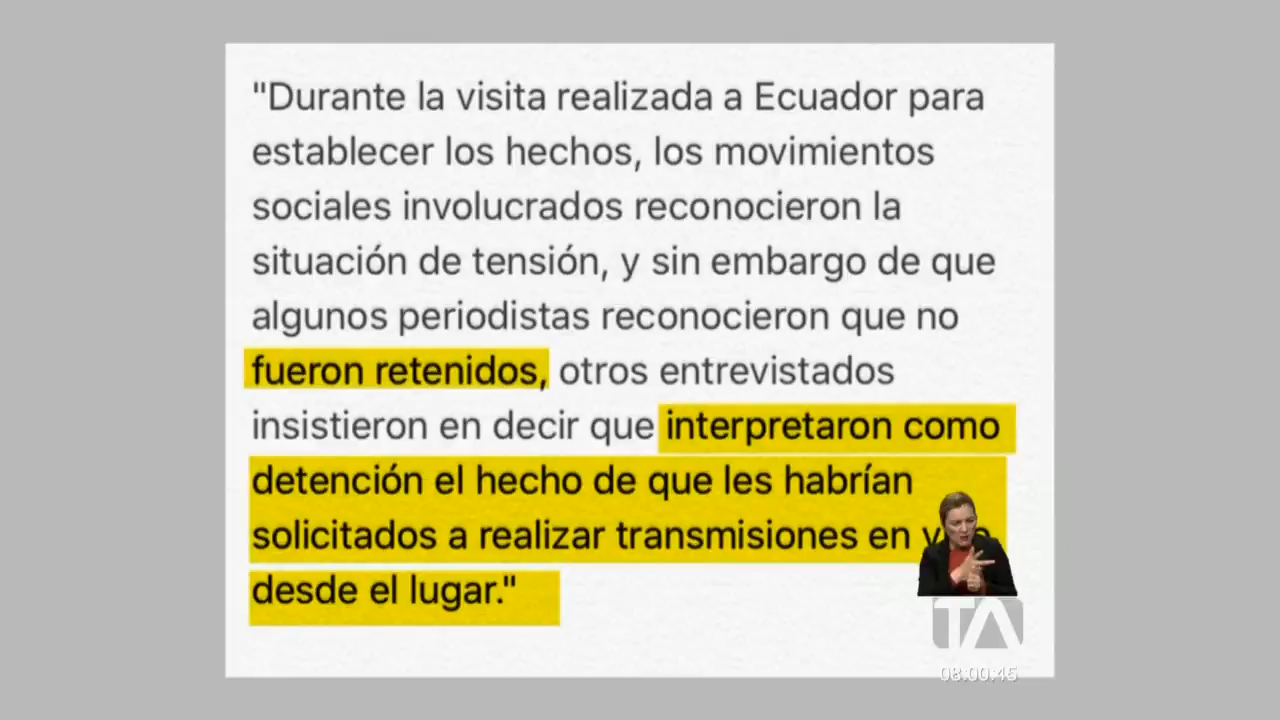 "Durante la visita realizada a Ecuador para
establecer los hechos, los movimientos
sociales involucrados reconocieron la
situación de tensión, y sin embargo de que
algunos periodistas reconocieron que no
fueron retenidos, otros entrevistados
insistieron en decir que interpretaron como
detención el hecho de que les habrían
solicitados a realizar transmisiones en
desde el lugar."
TA
08:00:45